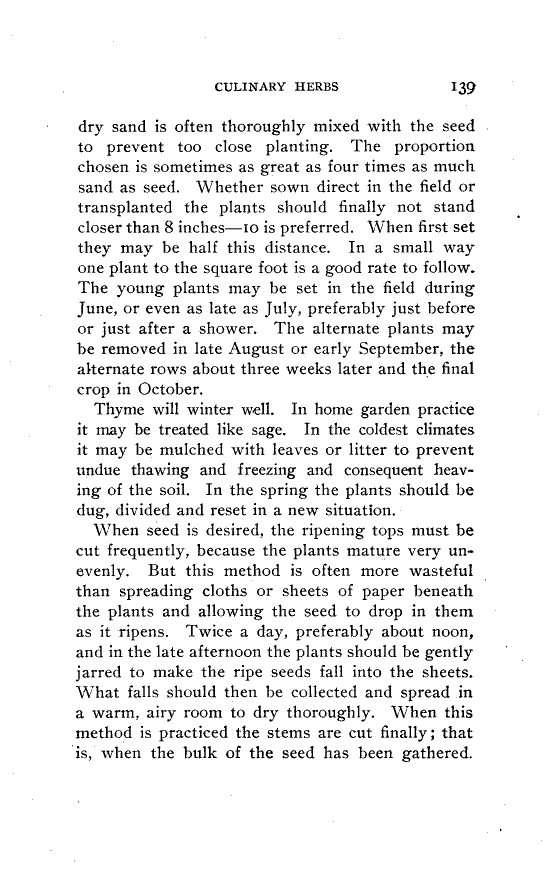 CULINARY HERBS 139
dry sand is often thoroughly mixed with the seed
to prevent too close planting. The proportion
chosen is sometimes as great as four times as much
sand as seed. Whether sown direct in the field or
transplanted the plants should finally not stand
closer than 8 inches—10 is preferred. When first set
they may be half this distance. In a small way
one plant to the square foot is a good rate to follow.
The young plants may be set in the field during
June, or even as late as July, preferably just before
or just after a shower. The alternate plants may
be removed in late August or early September, the
alternate rows about three weeks later and the final
crop in October.
Thyme will winter well. In home garden practice
it may be treated like sage. In the coldest climates
it may be mulched with leaves or litter to prevent
undue thawing and freezing and consequent heav-
ing of the soil. In the spring the plants should be
dug, divided and reset in a new situation.
When seed is desired, the ripening tops must be
cut frequently, because the plants mature very un-
evenly. But this method is often more wasteful
than spreading cloths or sheets of paper beneath
the plants and allowing the seed to drop in them
as it ripens. Twice a day, preferably about noon,
and in the late afternoon the plants should be gently
jarred to make the ripe seeds fall into the sheets.
What falls should then be collected and spread in
a warm, airy room to dry thoroughly. When this
method is practiced the stems are cut finally; that
is, when the bulk of the seed has been gathered.